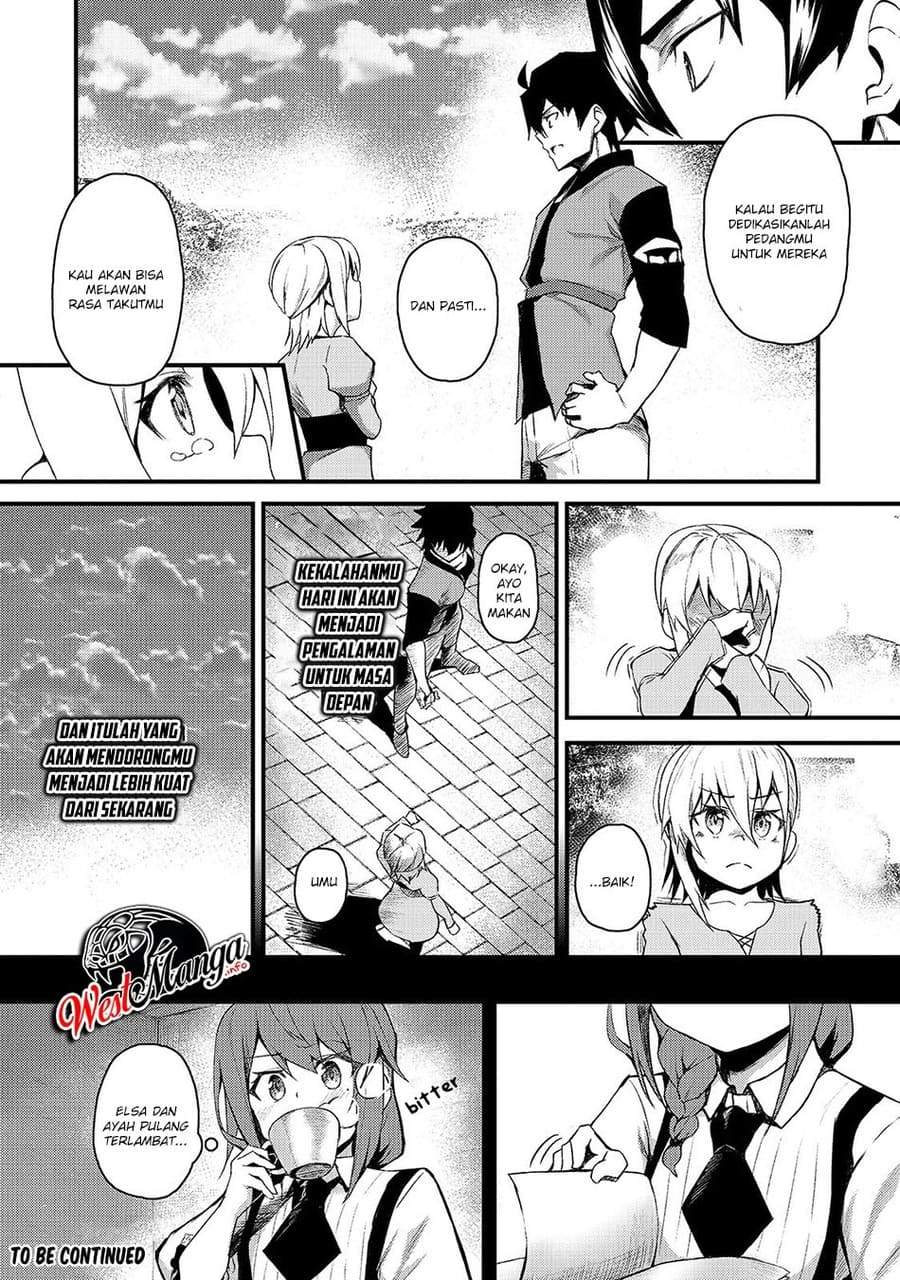 KALAU BEGITU
DEDIKASIKANLAH
PEDANGMU
UNTUK MEREKA
DAN PASTI...
KAU AKAN BISA
MELAWAN
RASA TAKUTMU
...BAIK!
OKAY,
AYO
KITA
MAKAN
UMU
KEKALAHANMU
HARI INI AKAN
MENJADI
PENGALAMAN
UNTUK MASA
DEPAN
DAN ITULAH YANG
AKAN MENDORONGMU
MENJADI LEBIH KUAT
DARI SEKARANG
WestManga
.info
bitter
ELSA DAN
AYAH PULANG
TERLAMBAT...
TO BE CONTINUED